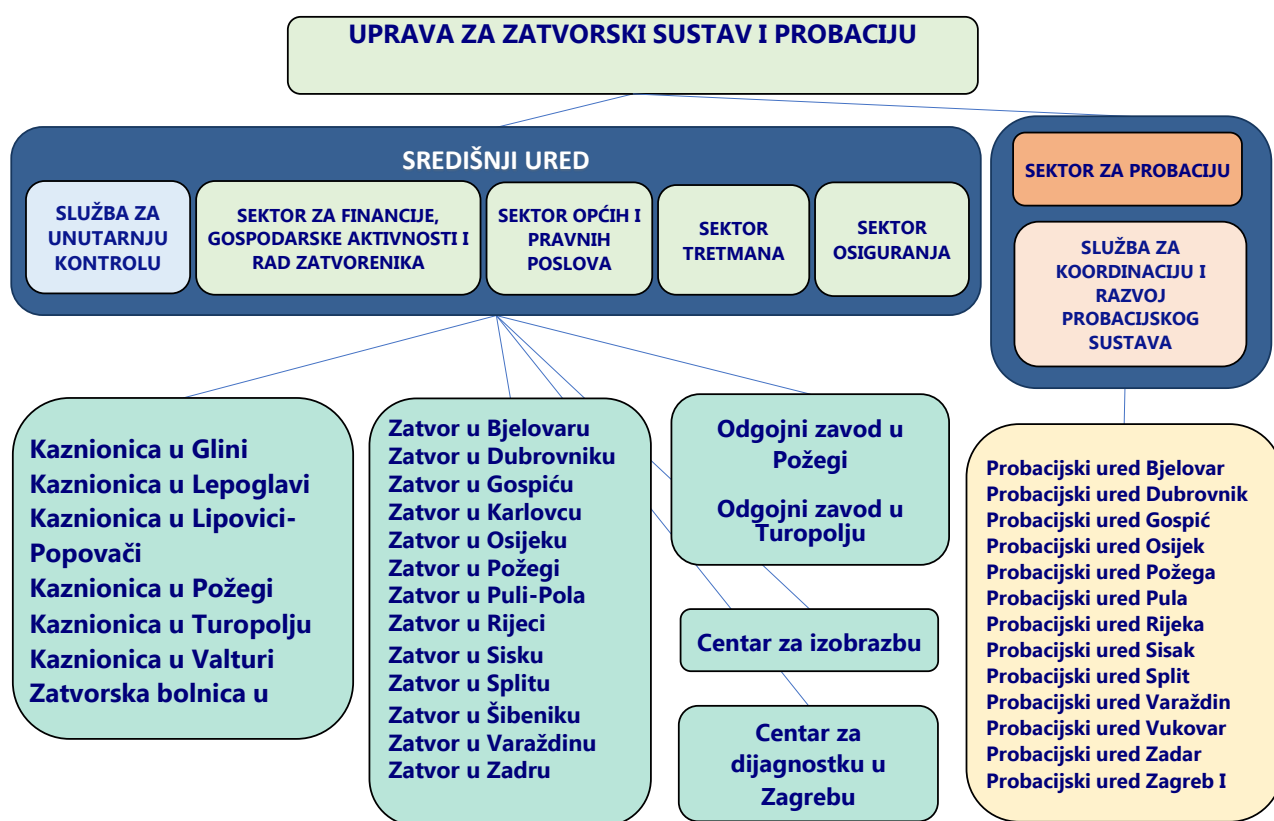 UPRAVA ZA ZATVORSKI SUSTAV I PROBACIJU
SREDIŠNJI URED
SLUŽBA ZA
UNUTARNJU
KONTROLU
SEKTOR ZA FINANCIJE,
GOSPODARSKE AKTIVNOSTI I
RAD ZATVORENIKA
SEKTOR OPĆIH I
PRAVNIH
POSLOVA
SEKTOR
TRETMANA
SEKTOR
OSIGURANJA
SEKTOR ZA PROBACIJU
SLUŽBA ZA
KOORDINACIJU I
RAZVOJ
PROBACIJSKOG
SUSTAVA
Kaznionica u Glini
Kaznionica u Lepoglavi
Kaznionica u Lipovici-
Popovači
Kaznionica u Požegi
Kaznionica u Turopolju
Kaznionica u Valturi
Zatvorska bolnica u
Zatvor u Bjelovaru
Zatvor u Dubrovniku
Zatvor u Gospiću
Zatvor u Karlovcu
Zatvor u Osijeku
Zatvor u Požegi
Zatvor u Puli-Pola
Zatvor u Rijeci
Zatvor u Sisku
Zatvor u Splitu
Zatvor u Šibeniku
Zatvor u Varaždinu
Zatvor u Zadru
Odgojni zavod u
Požegi
Odgojni zavod u
Turopolju
Centar za izobrazbu
Centar za
dijagnostku u
Zagrebu
Probacijski ured Bjelovar
Probacijski ured Dubrovnik
Probacijski ured Gospić
Probacijski ured Osijek
Probacijski ured Požega
Probacijski ured Pula
Probacijski ured Rijeka
Probacijski ured Sisak
Probacijski ured Split
Probacijski ured Varaždin
Probacijski ured Vukovar
Probacijski ured Zadar
Probacijski ured Zagreb I